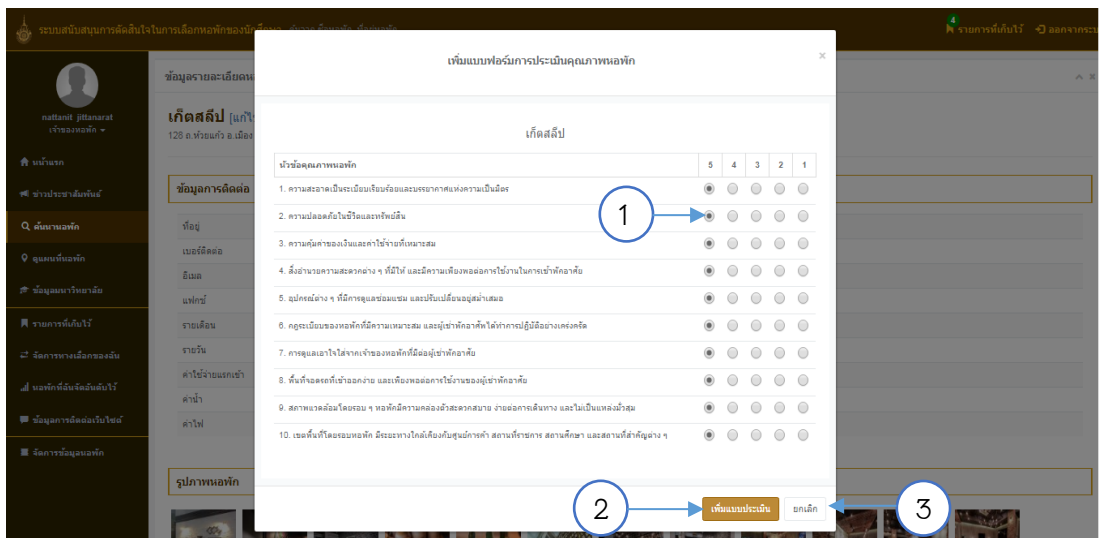 ระบบสนับสนุนการตัดสินใจในการเลือกหอพักของนักศึกษา
4
รายการที่เก็บไว้
ออกจากระบ
nattanit jittanarat
เจ้าของหอพัก
หน้าแรก
ข่าวประชาสัมพันธ์
ค้นหาหอพัก
ดูแผนที่หอพัก
ข้อมูลมหาวิทยาลัย
รายการที่เก็บไว้
จัดการทางเลือกของฉัน
หอพักที่ฉันจัดอันดับไว้
ข้อมูลการติดต่อเว็บไซต์
จัดการข้อมูลหอพัก
ข้อมูลรายละเอียดห
เก็ตสลีป [แก้ไ
128 ถ.ห้วยแก้ว อ.เมือง
ข้อมูลการติดต่อ
ที่อยู่
เบอร์ติดต่อ
อีเมล
แฟกซ์
รายเดือน
รายวัน
ค่าใช้จ่ายแรกเข้า
ค่าน้ำ
ค่าไฟ
รูปภาพหอพัก
เพิ่มแบบฟอร์มการประเมินคุณภาพหอพัก
×
เก็ตสลีป
หัวข้อคุณภาพหอพัก 5 4 3 2 1
1. ความสะอาดเป็นระเบียบเรียบร้อยและบรรยากาศแห่งความเป็นมิตร
2. ความปลอดภัยในชีวิตและทรัพย์สิ้น
1
3. ความคุ้มค่าของเงินและค่าใช้จ่ายที่เหมาะสม
4. สิ่งอำนวยความสะดวกต่าง ๆ ที่มีให้ และมีความเพียงพอต่อการใช้งานในการเข้าพักอาศัย
5. อุปกรณ์ต่าง ๆ ที่มีการดูแลซ่อมแซม และปรับเปลี่ยนอยู่สม่ำเสมอ
6. กฎระเบียบของหอพักที่มีความเหมาะสม และผู้เช่าพักอาศัยได้ทำการปฏิบัติอย่างเคร่งครัด
7. การดูแลเอาใจใส่จากเจ้าของหอพักที่มีต่อผู้เช่าพักอาศัย
8. พื้นที่จอดรถที่เข้าออกง่าย และเพียงพอต่อการใช้งานของผู้เช่าพักอาศัย
9. สภาพแวดล้อมโดยรอบ ๆ หอพักมีความคล่องตัวสะดวกสบาย ง่ายต่อการเดินทาง และไม่เป็นแหล่งมั่วสุม
10. เขตพื้นที่โดยรอบหอพัก มีระยะทางใกล้เคียงกับศูนย์การค้า สถานที่ราชการ สถานศึกษา และสถานที่สำคัญต่าง ๆ
2
เพิ่มแบบประเมิน
ยกเลิก
3